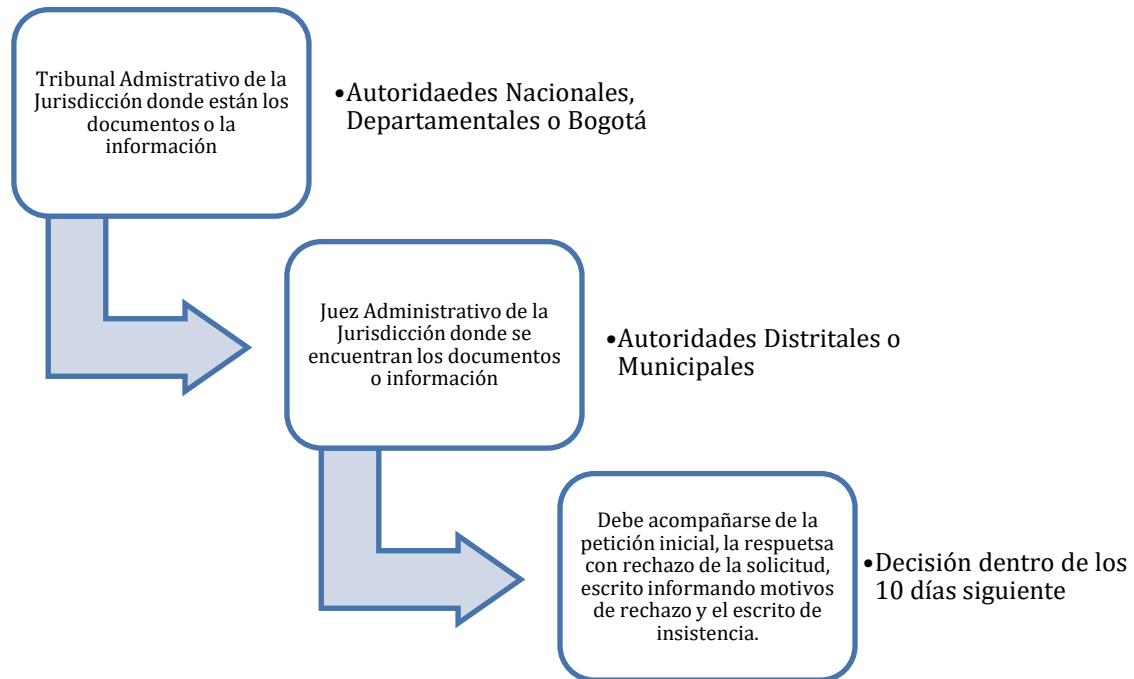 Tribunal Admistrativo de la
Jurisdicción donde están los
documentos o la
información
•Autoridaedes Nacionales,
Departamentales o Bogotá
Juez Administrativo de la
Jurisdicción donde se
encuentran los documentos
o información
•Autoridades Distritales o
Municipales
Debe acompañarse de la
petición inicial, la respuetsa
con rechazo de la solicitud,
escrito informando motivos
de rechazo y el escrito de
insistencia.
•Decisión dentro de los
10 días siguiente